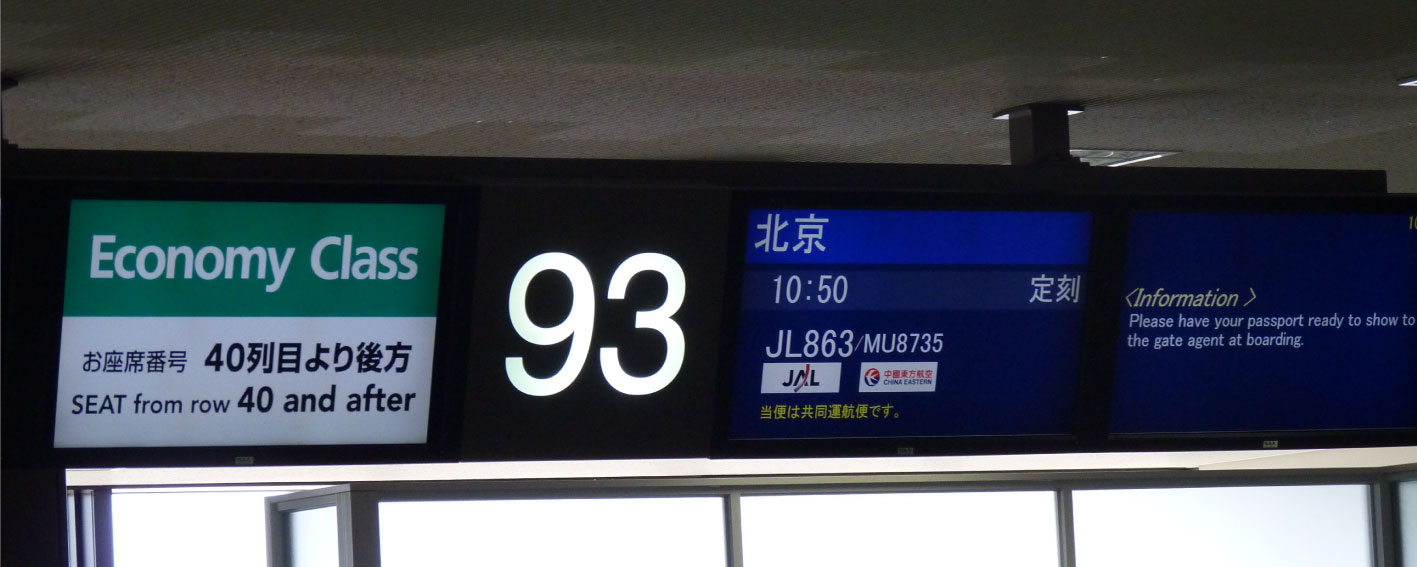 Economy Class
お座席番号 40列目より後方
SEAT from row 40 and after
93
北京
10:50 定刻
JL863/MU8735
JAL 中國東方航空
CHINA EASTERN
当便は共同運航便です。
〈Information 〉
Please have your passport ready to show to
the gate agent at boarding.